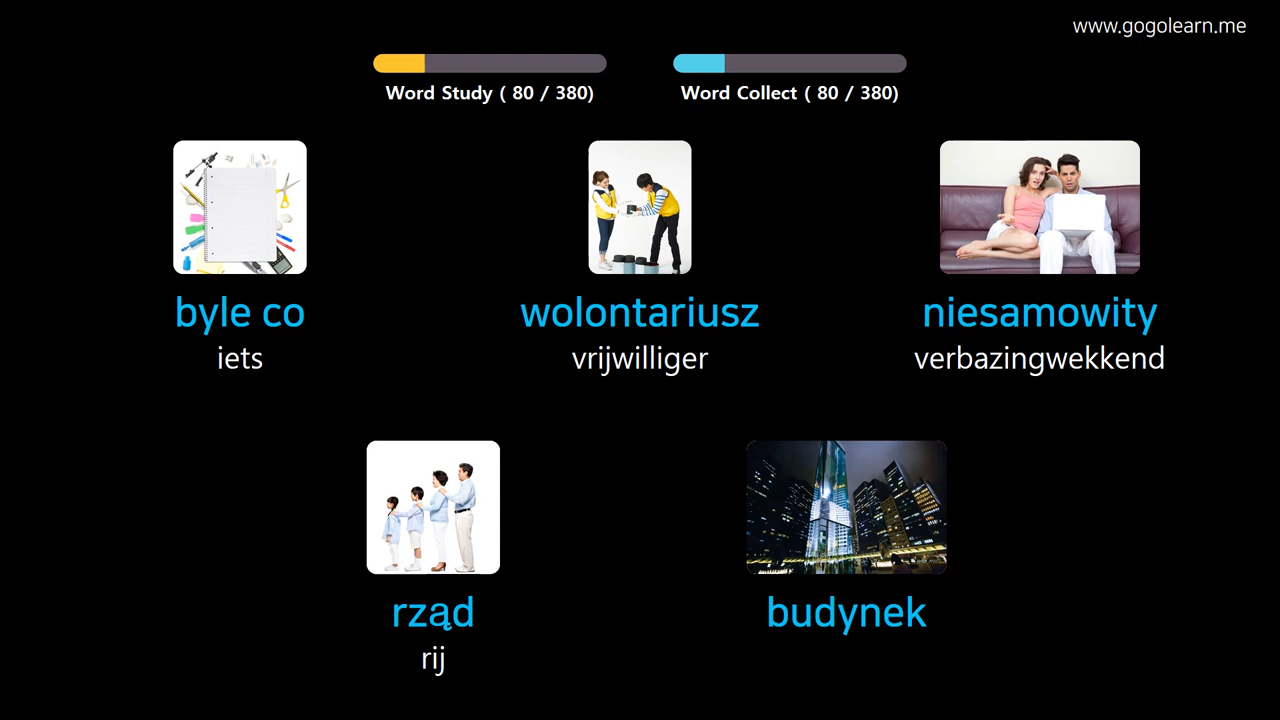 www.gogolearn.me
Word Study ( 80 / 380)
Word Collect ( 80 / 380)
byle co
iets
wolontariusz
vrijwilliger
niesamowity
verbazingwekkend
rząd
rij
budynek